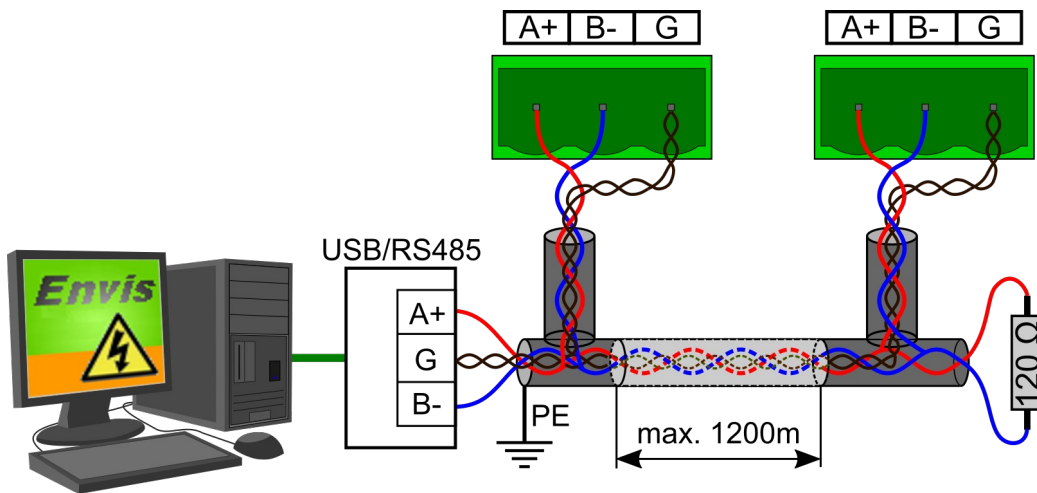 A+ B- G
A+ B- G
USB/RS485
Envis
A+
G
B-
PE
max. 1200m
120 Ω